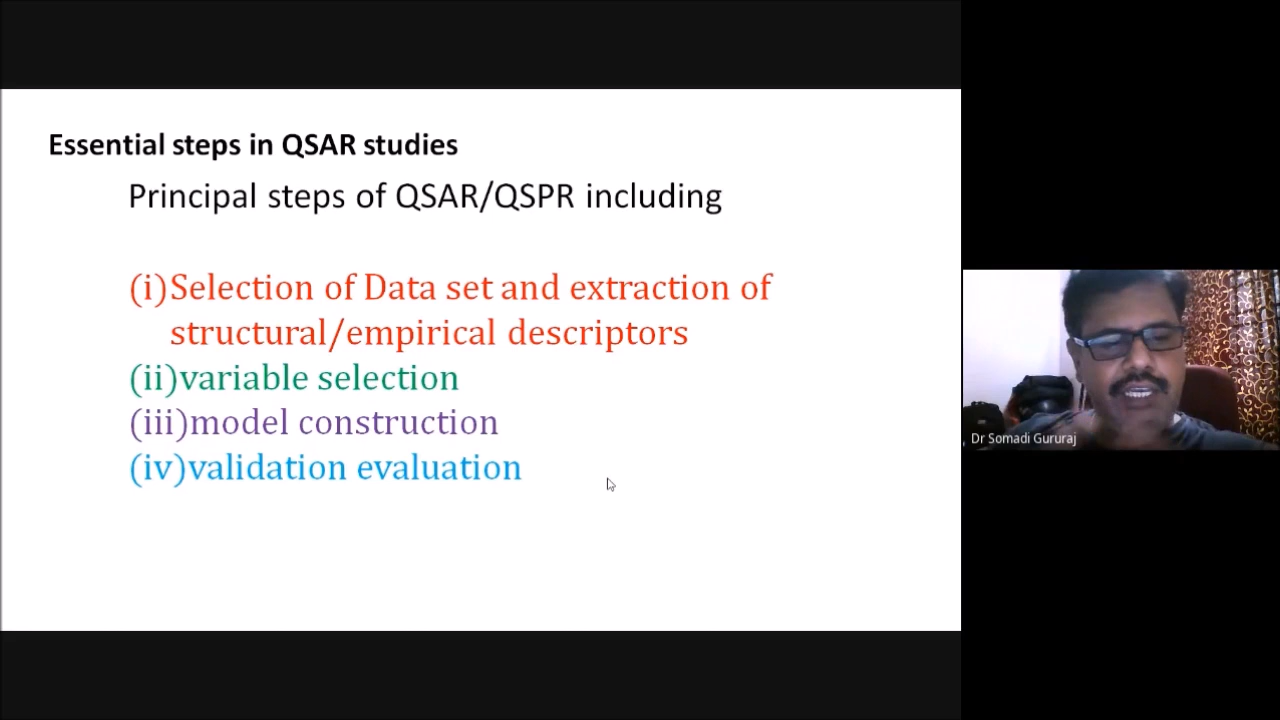 Essential steps in QSAR studies
Principal steps of QSAR/QSPR including
(i)Selection of Data set and extraction of
structural/empirical descriptors
(ii)variable selection
(iii)model construction
(iv)validation evaluation
Dr Somadi Gururaj